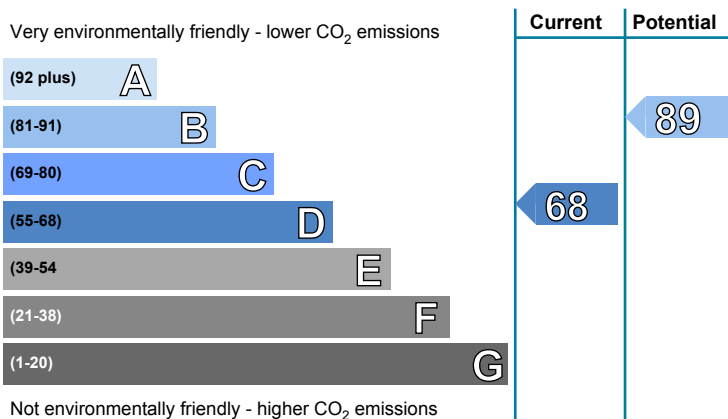 Current Potential
Very environmentally friendly - lower CO2 emissions
(92 plus) A
(81-91) B
89
(69-80) C
(55-68) D
68
(39-54 E
(21-38) F
(1-20) G
Not environmentally friendly - higher CO2 emissions